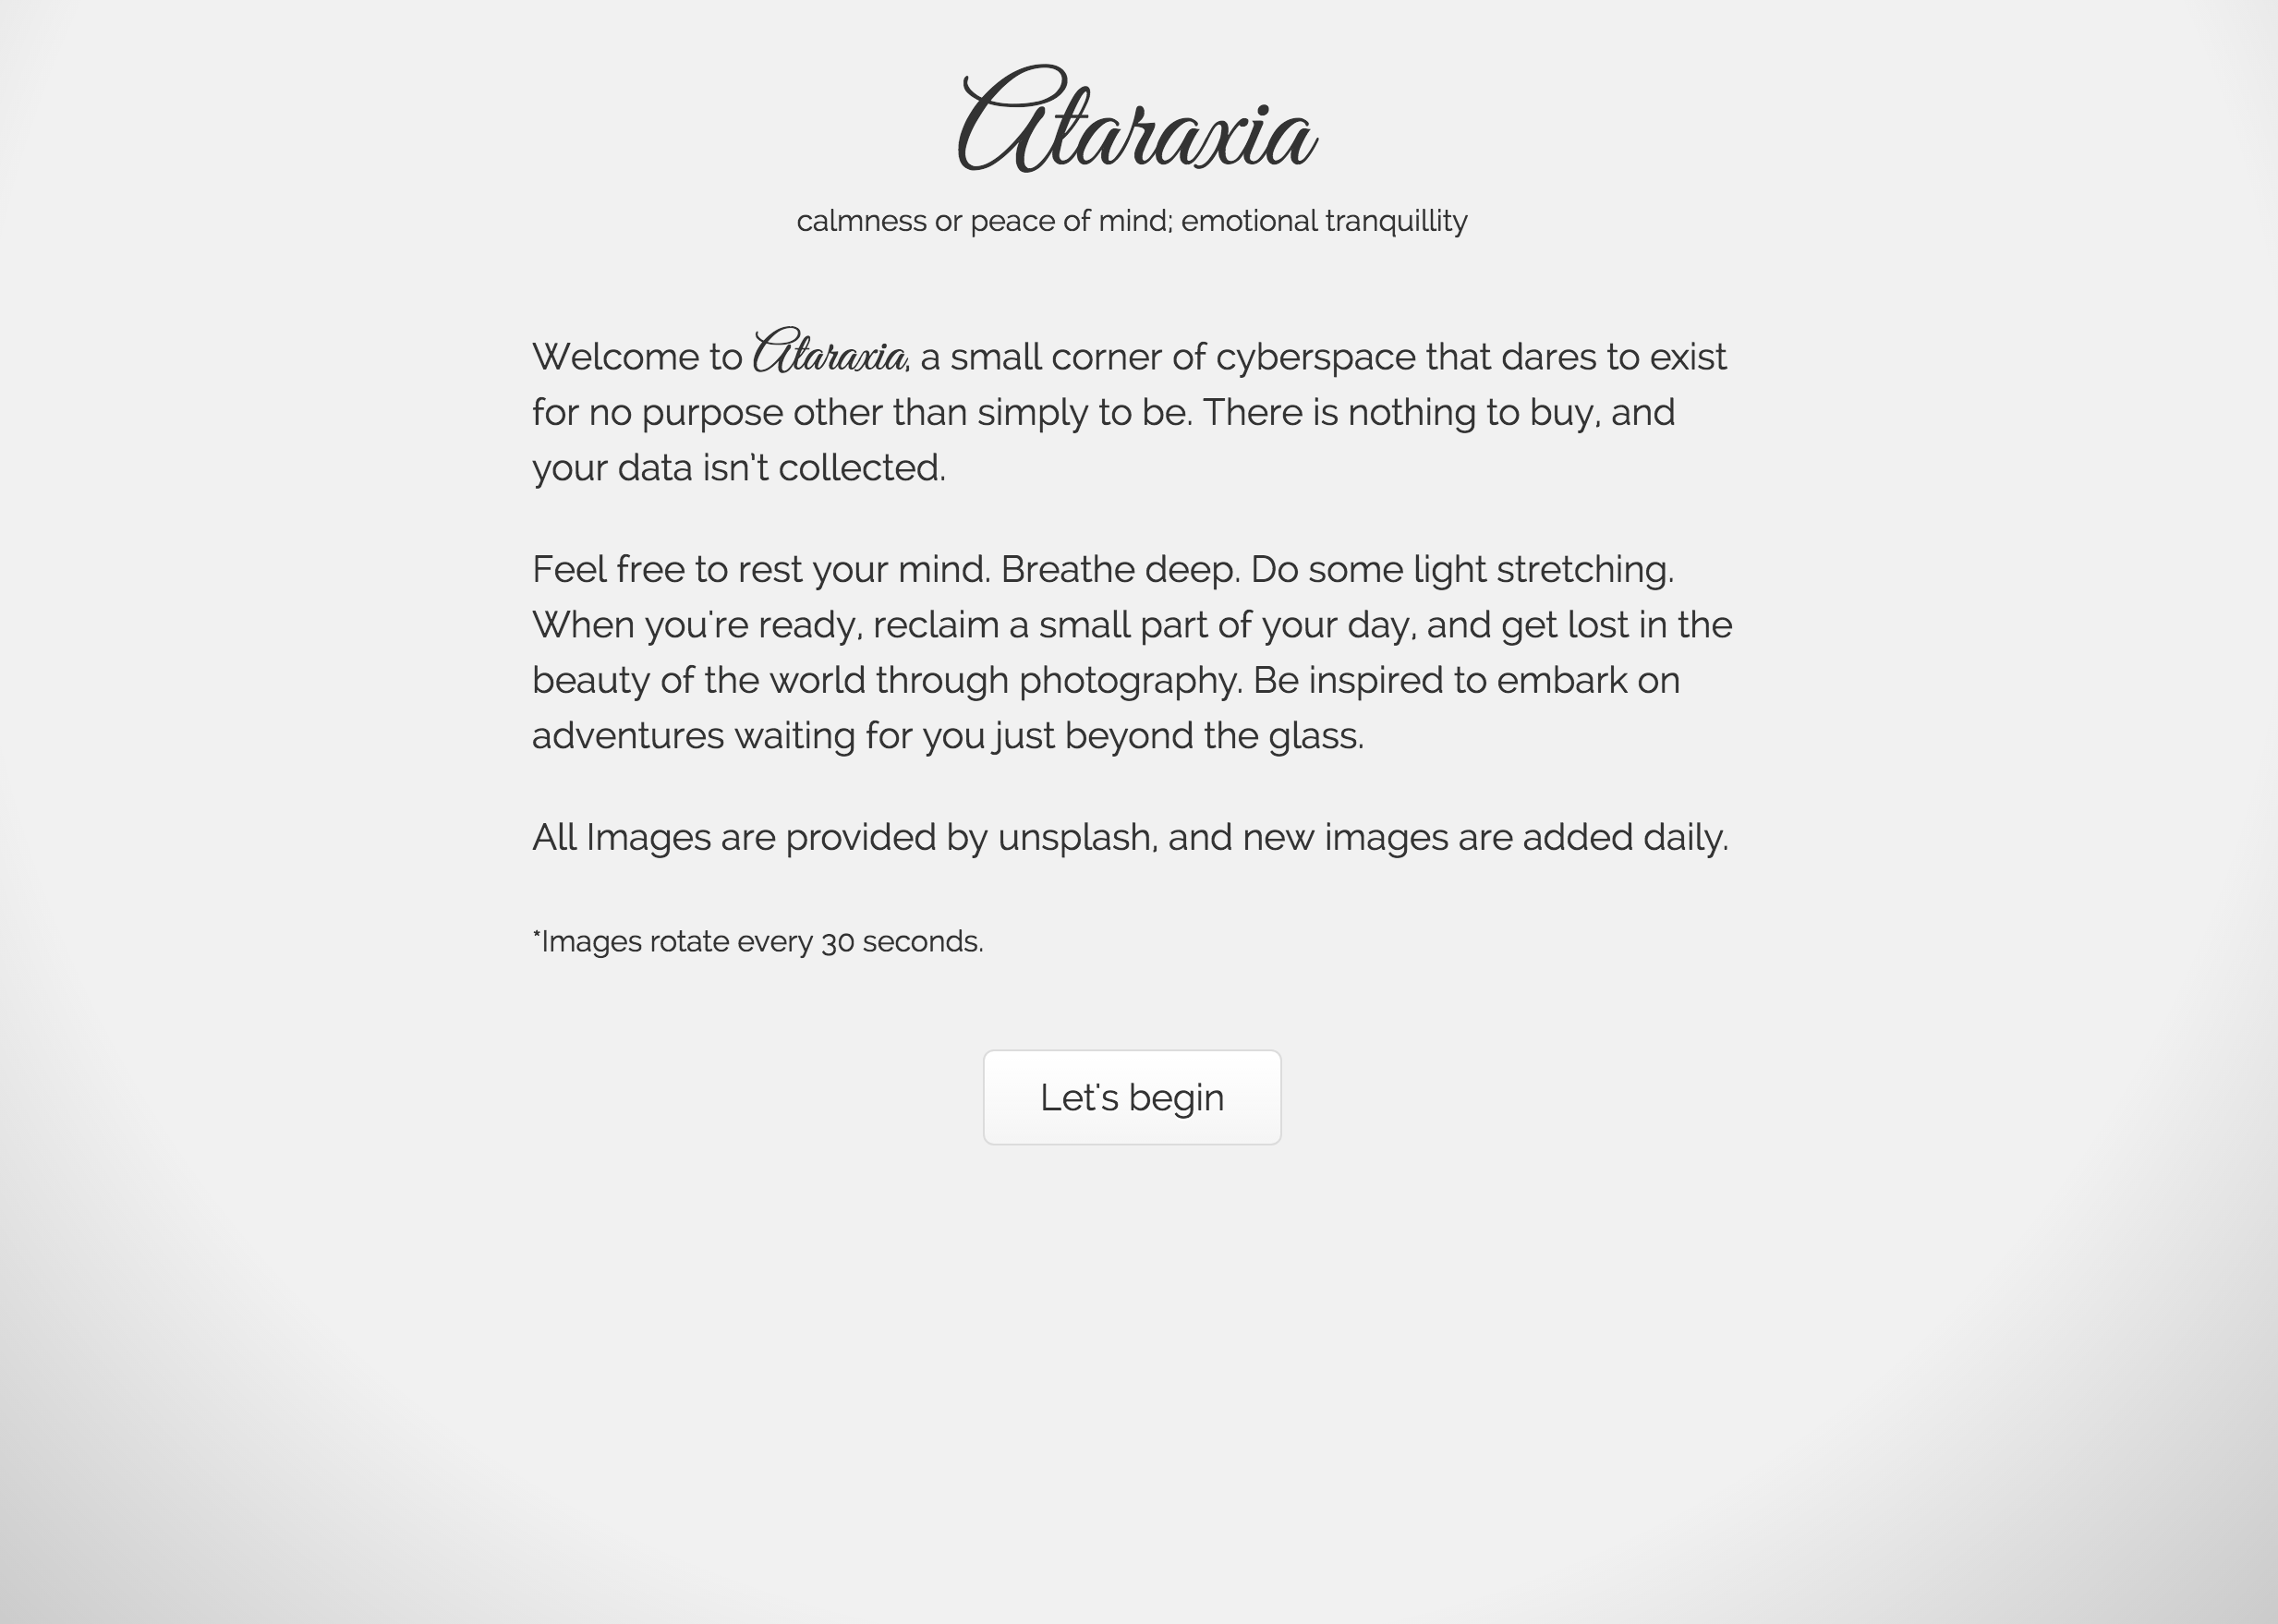 Ataraxia
calmness or peace of mind; emotional tranquillity
Welcome to Ataraxia, a small corner of cyberspace that dares to exist
for no purpose other than simply to be. There is nothing to buy, and
your data isn’t collected.
Feel free to rest your mind. Breathe deep. Do some light stretching.
When you're ready, reclaim a small part of your day, and get lost in the
beauty of the world through photography. Be inspired to embark on
adventures waiting for you just beyond the glass.
All Images are provided by unsplash, and new images are added daily.
*Images rotate every 30 seconds.
Let's begin